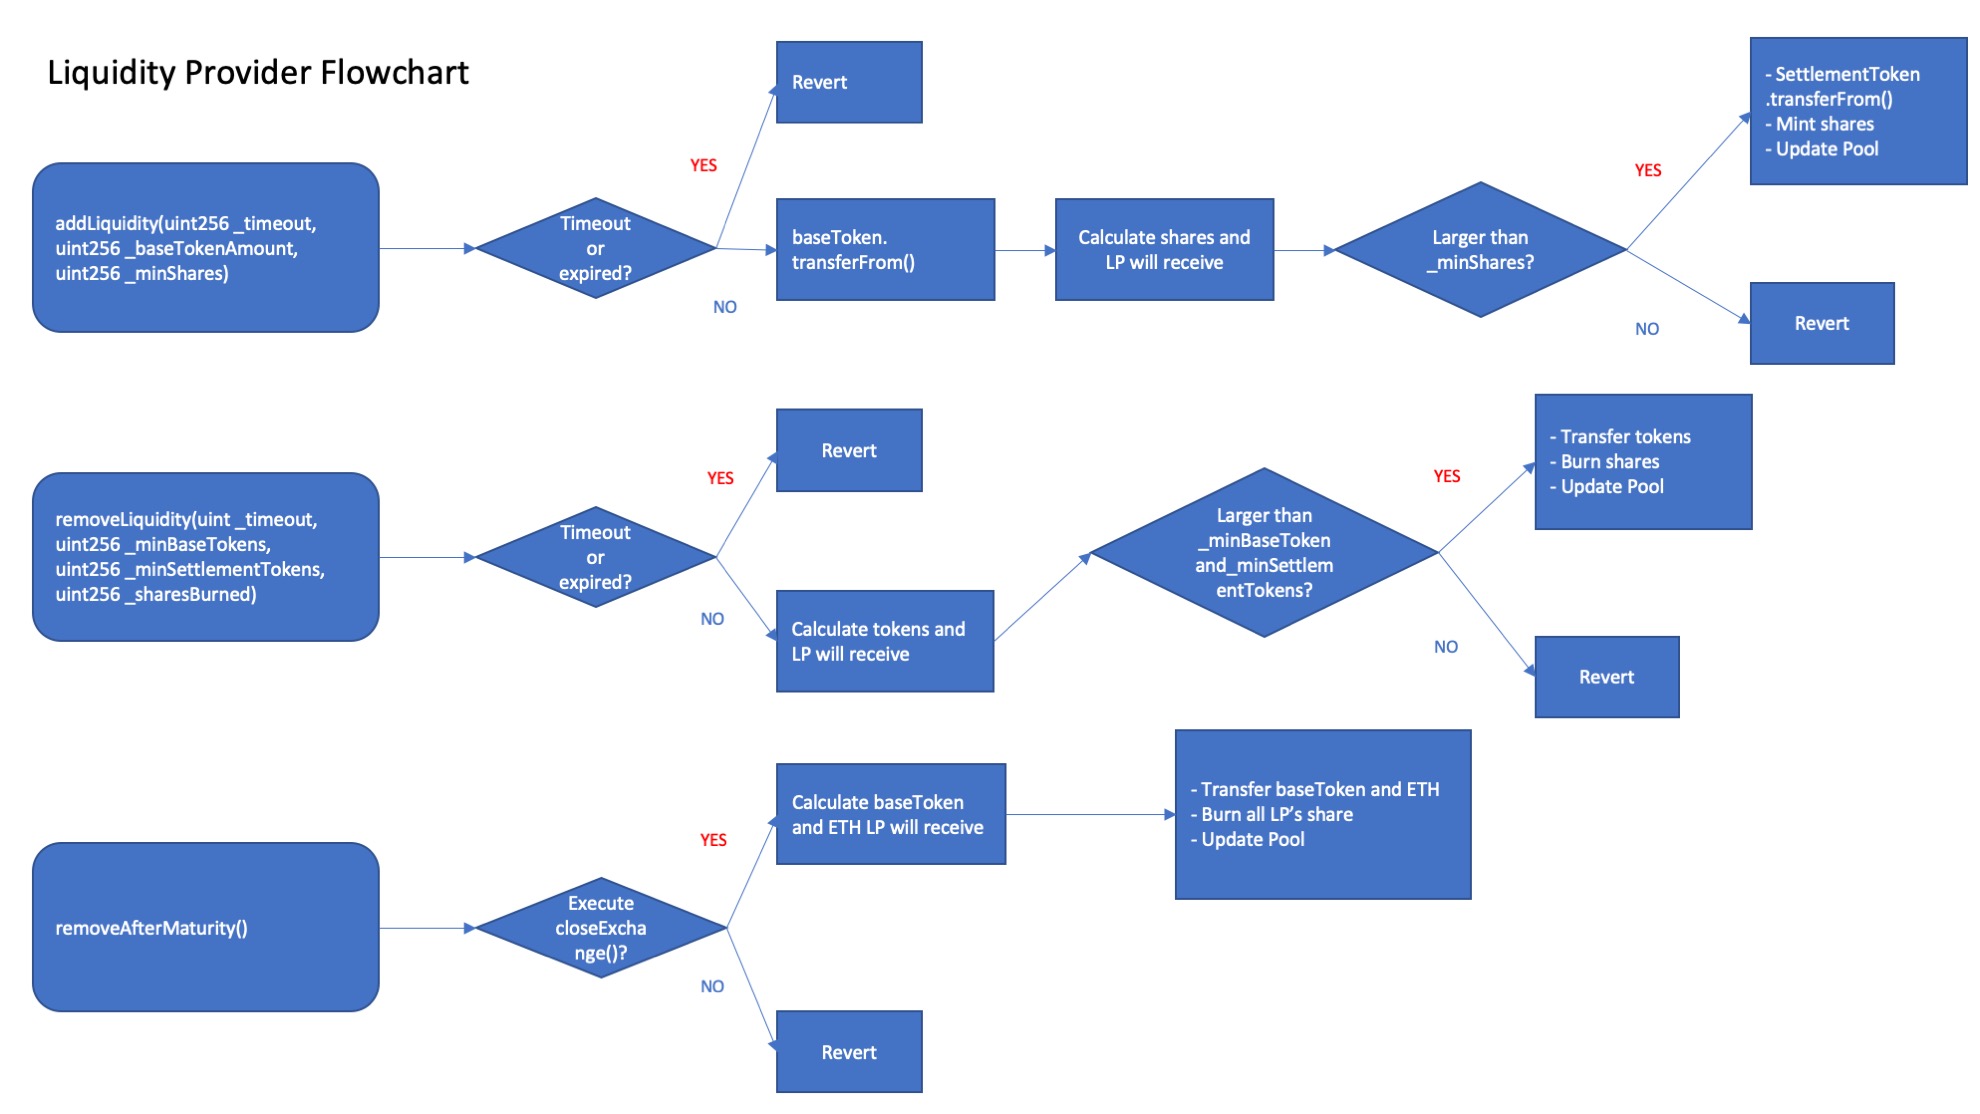 Liquidity Provider Flowchart
addLiquidity(uint256 _timeout,
uint256 _baseTokenAmount,
uint256 _minShares)
Timeout
or
expired?
YES
Revert
NO
baseToken.
transferFrom()
Calculate shares and
LP will receive
Larger than
_minShares?
YES
- SettlementToken
.transferFrom()
- Mint shares
- Update Pool
NO
Revert
removeLiquidity(uint _timeout,
uint256 _minBaseTokens,
uint256 _minSettlementTokens,
uint256 _sharesBurned)
Timeout
or
expired?
YES
Revert
NO
Calculate tokens and
LP will receive
Larger than
_minBaseToken
and_minSettlem
entTokens?
YES
- Transfer tokens
- Burn shares
- Update Pool
NO
Revert
removeAfterMaturity()
Execute
closeExcha
nge()?
YES
Calculate baseToken
and ETH LP will receive
- Transfer baseToken and ETH
- Burn all LP’s share
- Update Pool
NO
Revert